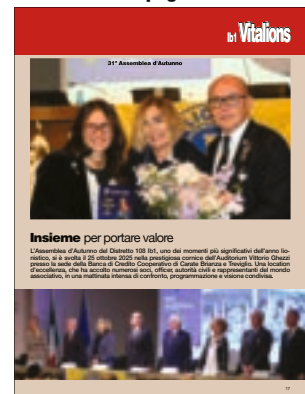 Ib1 Vitalions
31ª Assemblea d'Autunno
Insieme per portare valore
L'Assemblea d'Autunno del Distretto 108 Ib1, uno dei momenti più significativi dell'anno lio-
nistico, si è svolta il 25 ottobre 2025 nella prestigiosa cornice dell'Auditorium Vittorio Ghezzi
presso la sede della Banca di Credito Cooperativo di Carate Brianza e Treviglio. Una location
d'eccellenza, che ha accolto numerosi soci, officer, autorità civili e rappresentanti del mondo
associativo, in una mattinata intensa di confronto, programmazione e visione condivisa.
17